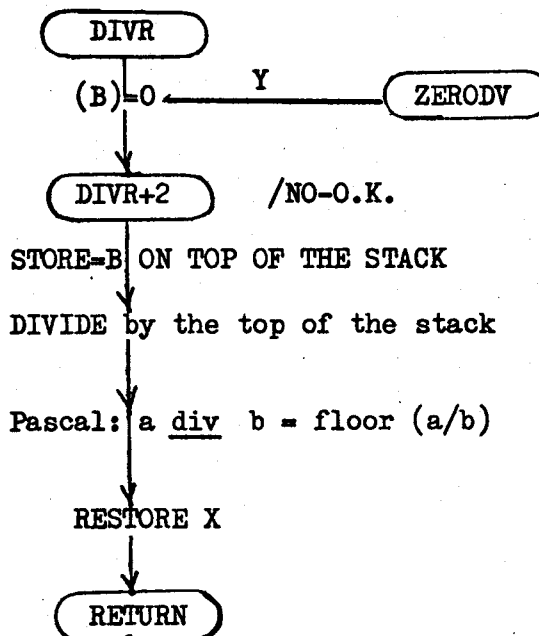 DIVR
Y
(B)=0
ZERODV
DIVR+2 /NO-O.K.
STORE=B ON TOP OF THE STACK
DIVIDE by the top of the stack
Pascal: a div b = floor (a/b)
RESTORE X
RETURN